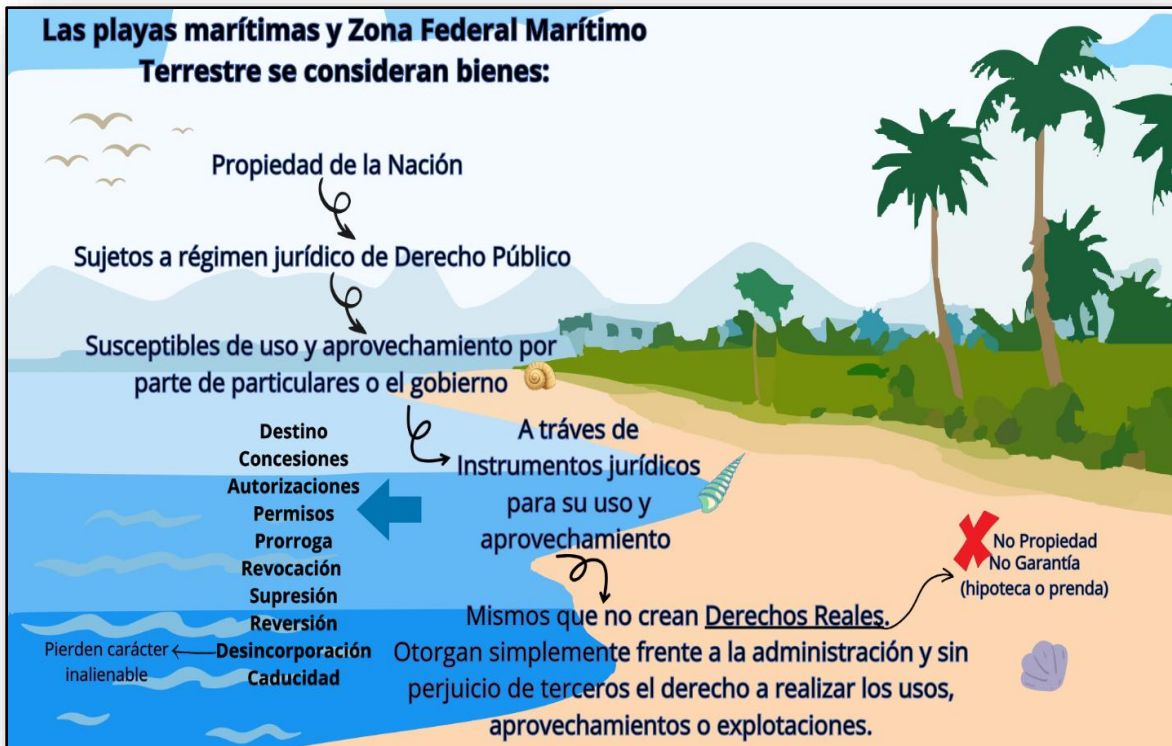 Las playas marítimas y Zona Federal Marítimo
Terrestre se consideran bienes:
Propiedad de la Nación
Sujetos a régimen jurídico de Derecho Público
Susceptibles de uso y aprovechamiento por
parte de particulares o el gobierno
A tráves de
Instrumentos jurídicos
para su uso y
aprovechamiento
Destino
Concesiones
Autorizaciones
Permisos
Prorroga
Revocación
Supresión
Reversión
Desincorporación
Caducidad
Pierden carácter
inalienable
Mismos que no crean Derechos Reales.
Otorgan simplemente frente a la administración y sin
perjuicio de terceros el derecho a realizar los usos,
aprovechamientos o explotaciones.
No Propiedad
No Garantía
(hipoteca o prenda)